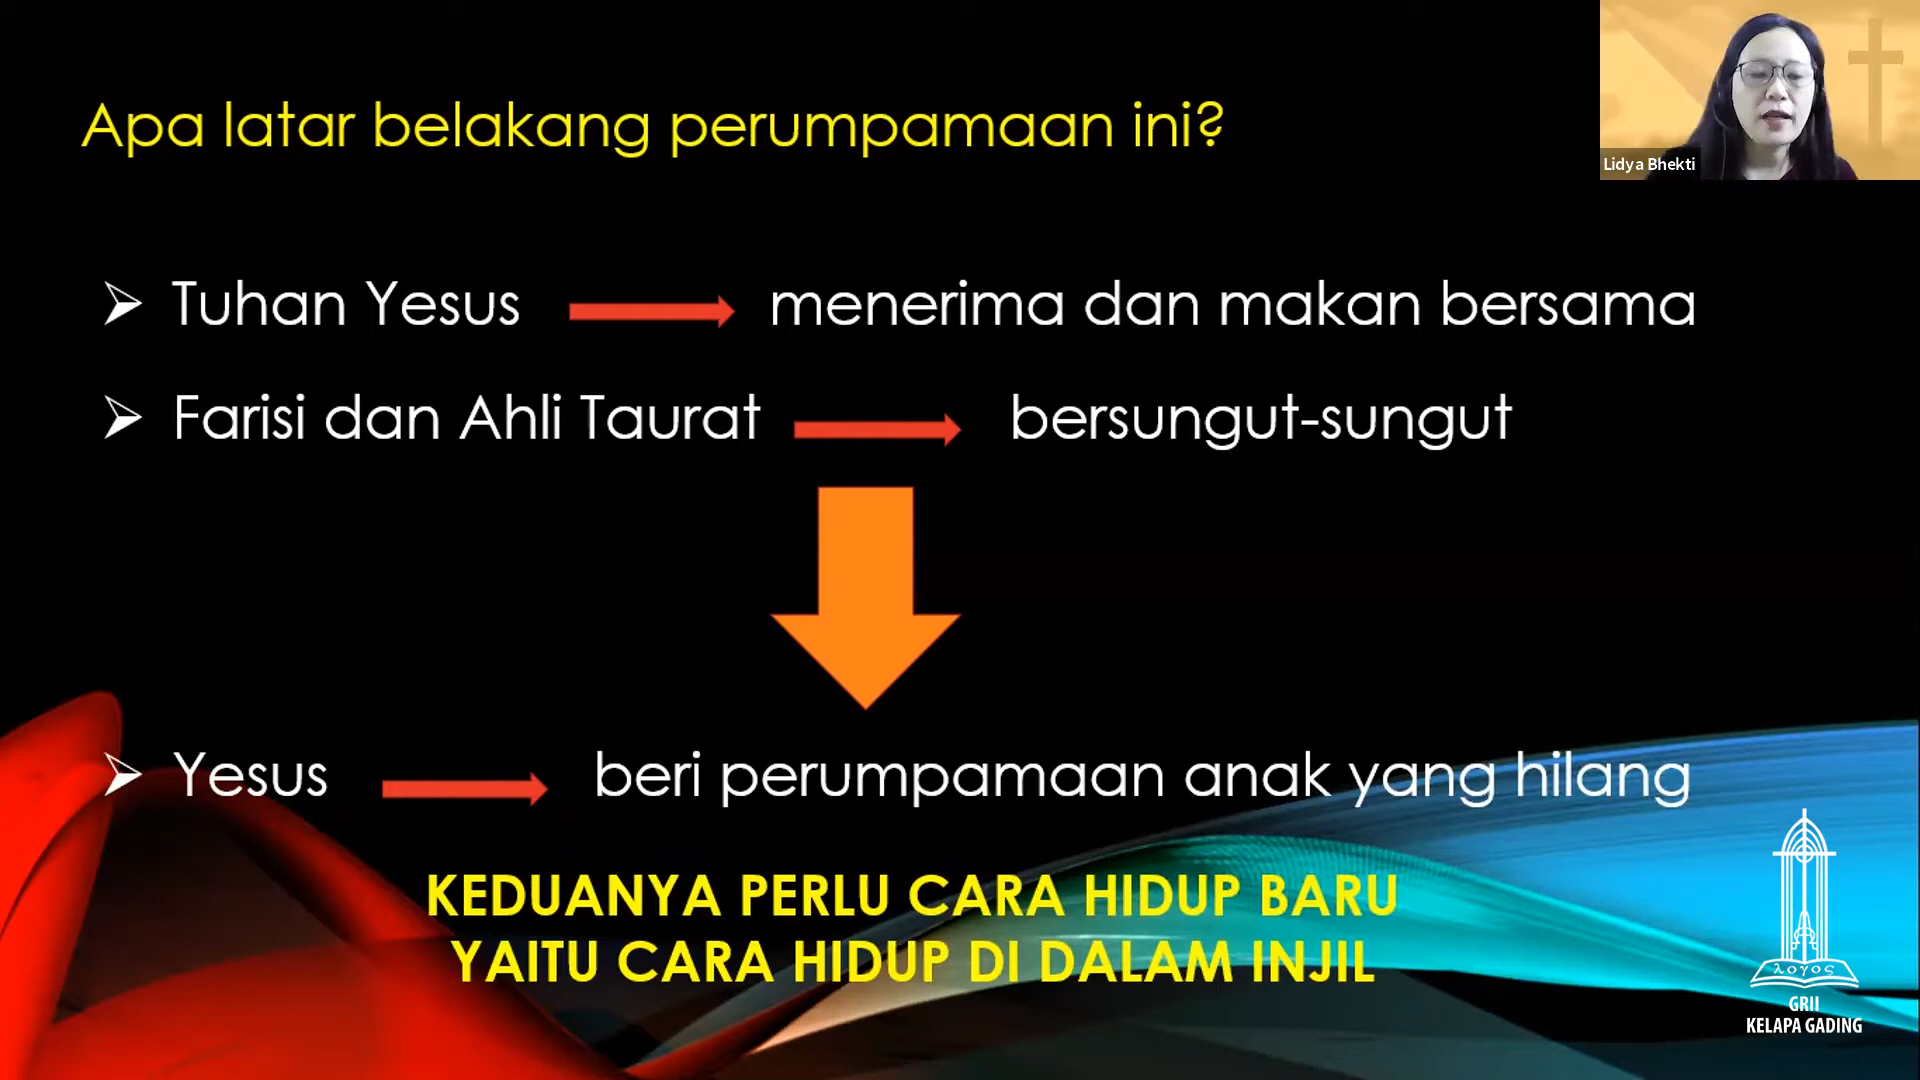 Apa latar belakang perumpamaan ini?
Lidya Bhekti
Tuhan Yesus menerima dan makan bersama
Farisi dan Ahli Taurat bersungut-sungut
Yesus beri perumpamaan anak yang hilang
KEDUANYA PERLU CARA HIDUP BARU
YAITU CARA HIDUP DI DALAM INJIL
λογος
GRII
KELAPA GADING